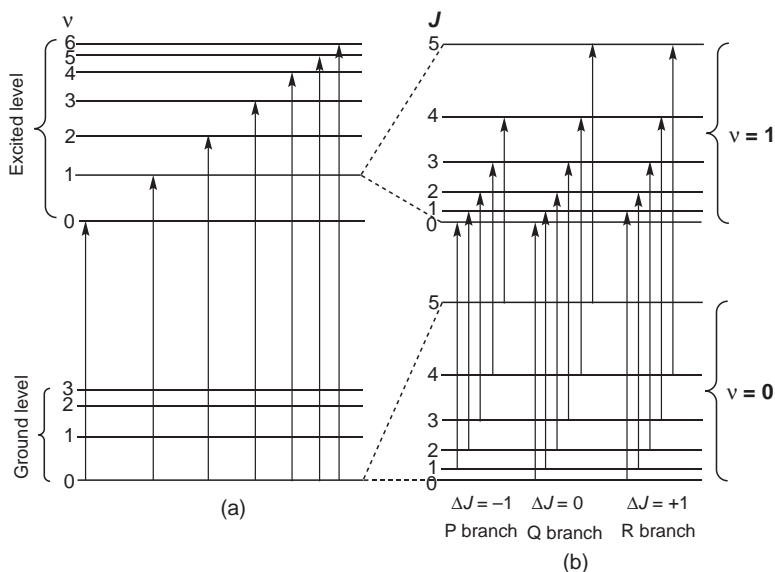 ν
6
5
4
3
2
1
0
Excited level
3
2
1
0
Ground level
(a)
J
5
4
3
2
1
0
ν = 1
5
4
3
2
1
0
ν = 0
ΔJ = –1 ΔJ = 0 ΔJ = +1
P branch Q branch R branch
(b)